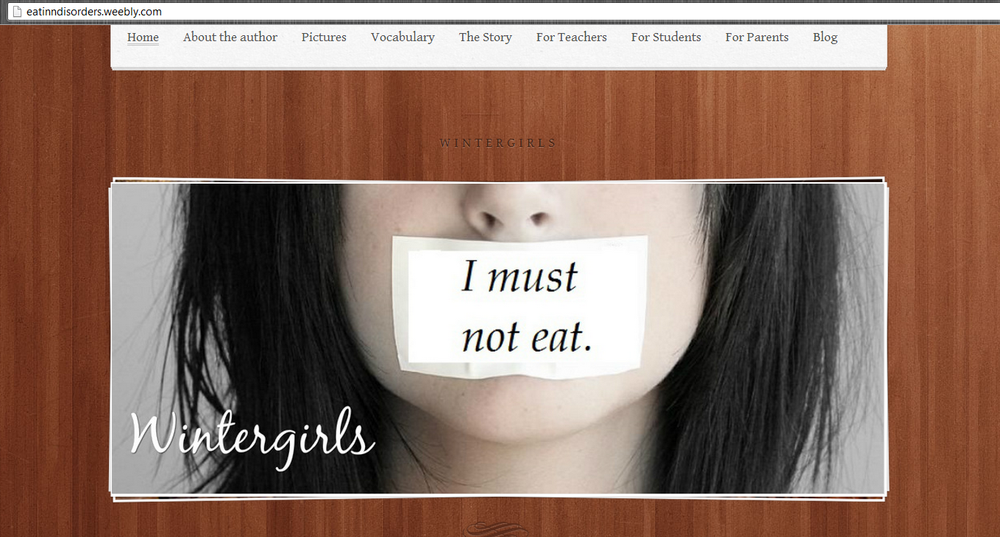 eatinndisorders.weebly.com
Home About the author Pictures Vocabulary The Story For Teachers For Students For Parents Blog
WINTERGIRLS
I must
not eat.
Wintergirls